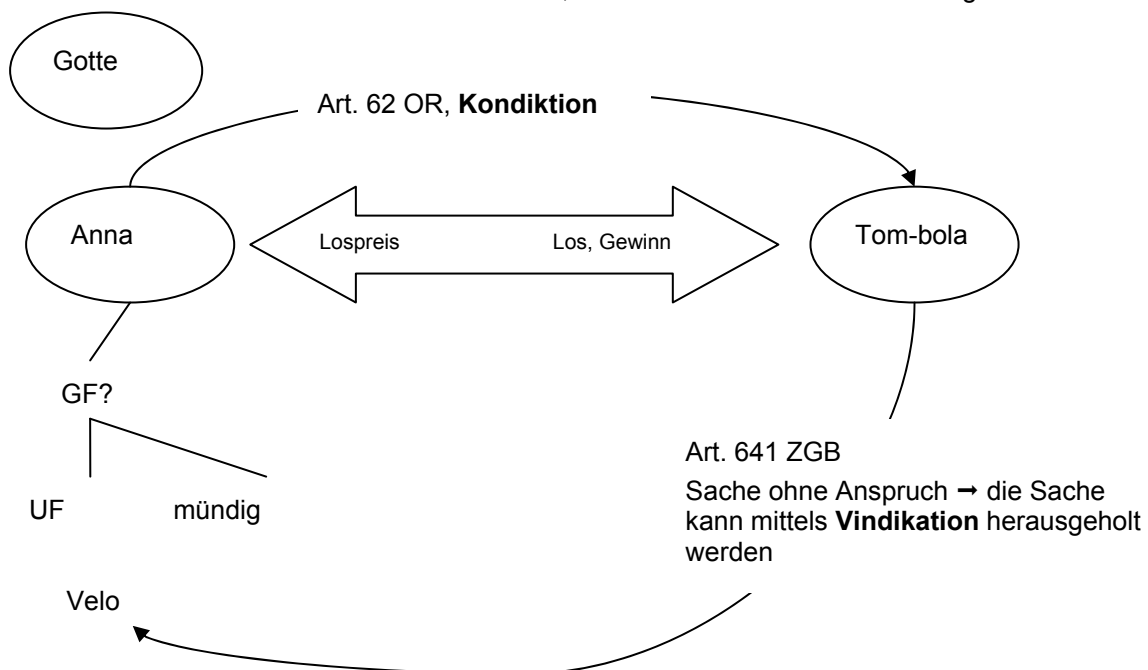 Gotte
Art. 62 OR, Kondiktion
Anna
Lospreis
Los, Gewinn
Tom-bola
GF?
UF
mündig
Art. 641 ZGB
Sache ohne Anspruch → die Sache
kann mittels Vindikation herausgeholt
werden
Velo